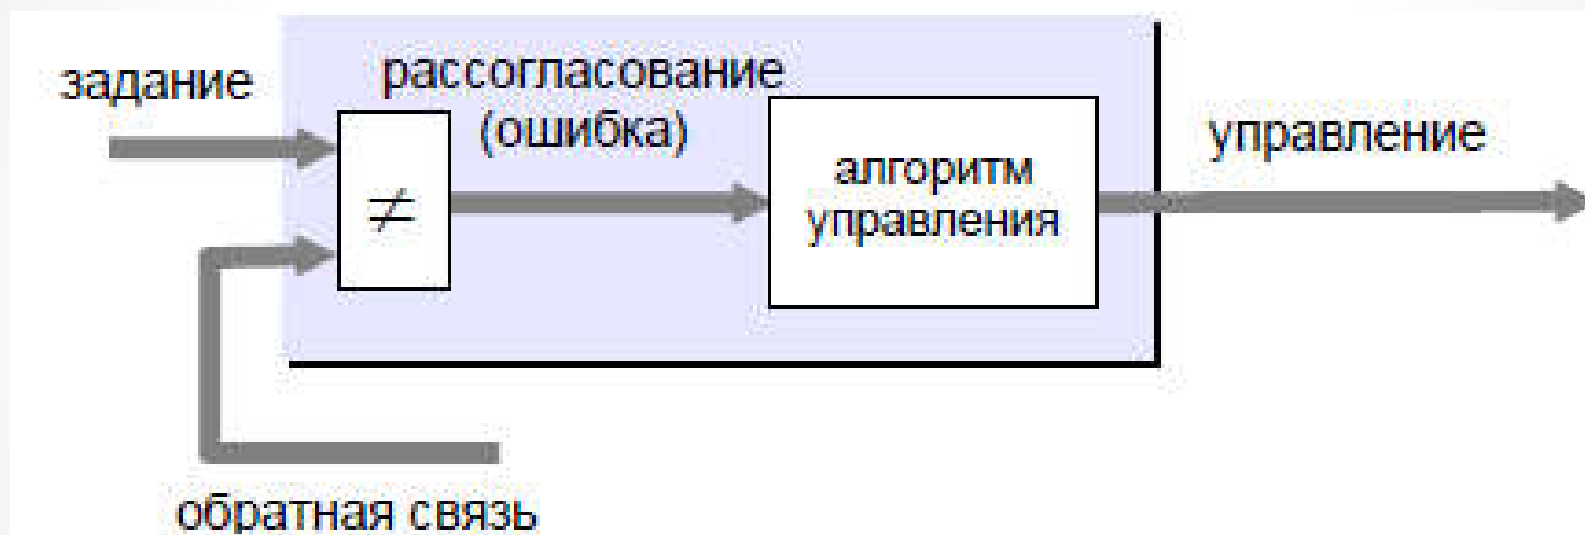 задание
рассогласование
(ошибка)
≠
алгоритм
управления
управление
обратная связь